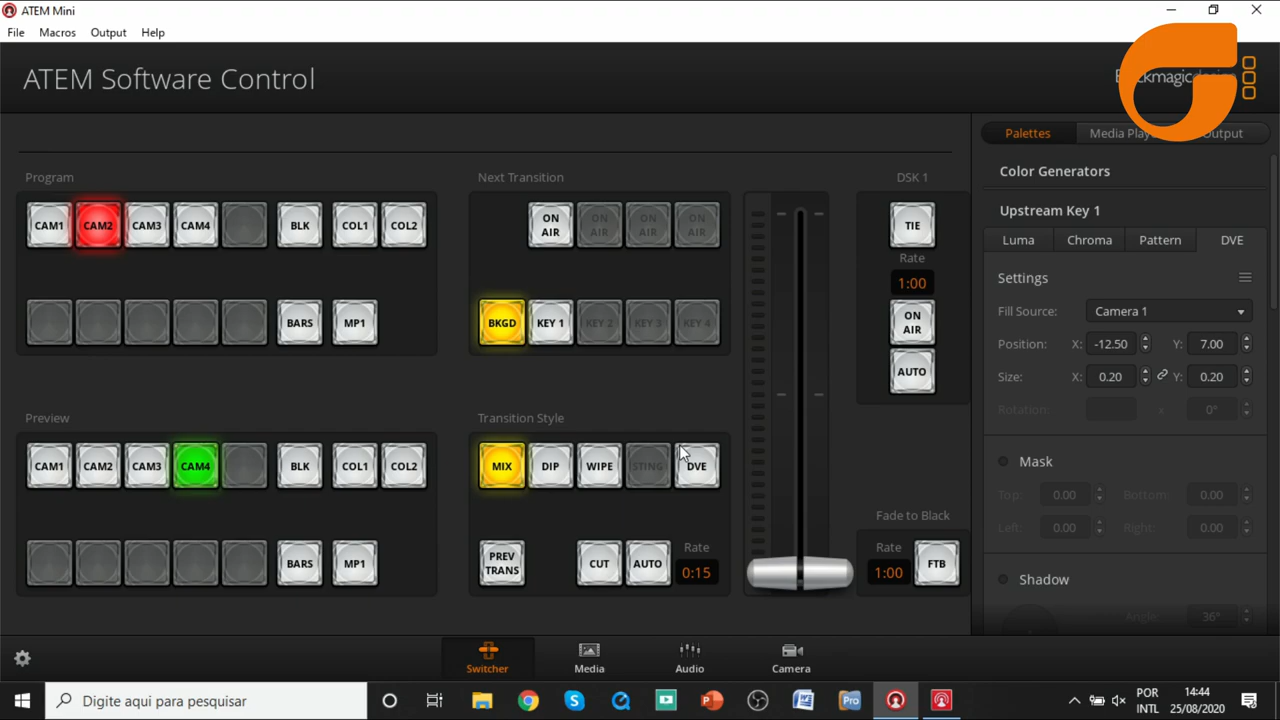 ATEM Mini
File Macros Output Help
ATEM Software Control
Palettes
Program
CAM1 CAM2 CAM3 CAM4 BLK COL1 COL2
BARS MP1
Next Transition
ON AIR ON AIR ON AIR ON AIR
BKGD KEY 1 KEY 2 KEY 3 KEY 4
DSK 1
TIE
Rate
1:00
ON AIR
AUTO
Color Generators
Upstream Key 1
Luma Chroma Pattern DVE
Settings
Fill Source: Camera 1
Position: X: -12.50 Y: 7.00
Size: X: 0.20 Y: 0.20
Rotation: x 0°
Mask
Top: 0.00 Bottom: 0.00
Left: 0.00 Right: 0.00
Shadow
Angle: 36°
Preview
CAM1 CAM2 CAM3 CAM4 BLK COL1 COL2
BARS MP1
Transition Style
MIX DIP WIPE STING DVE
PREV TRANS CUT AUTO Rate 0:15
Fade to Black
Rate
1:00 FTB
Switcher Media Audio Camera
Digite aqui para pesquisar
POR 14:44
INTL 25/08/2020